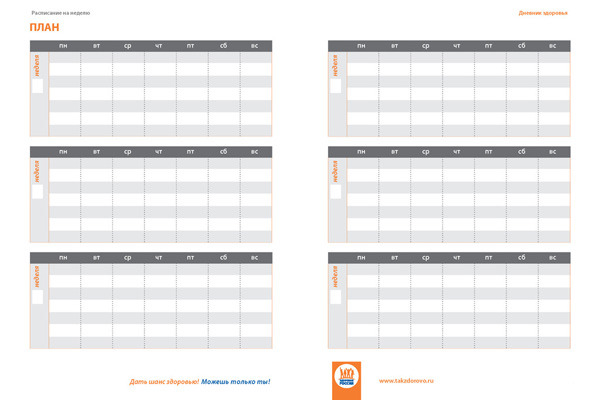 Расписание на неделю
Дневник здоровья
ПЛАН
пн вт ср чт пт сб вс
неделя
пн вт ср чт пт сб вс
неделя
пн вт ср чт пт сб вс
неделя
пн вт ср чт пт сб вс
неделя
пн вт ср чт пт сб вс
неделя
пн вт ср чт пт сб вс
неделя
Дать шанс здоровью! Можешь только ты!
РОССИЯ
www.takzdorovo.ru